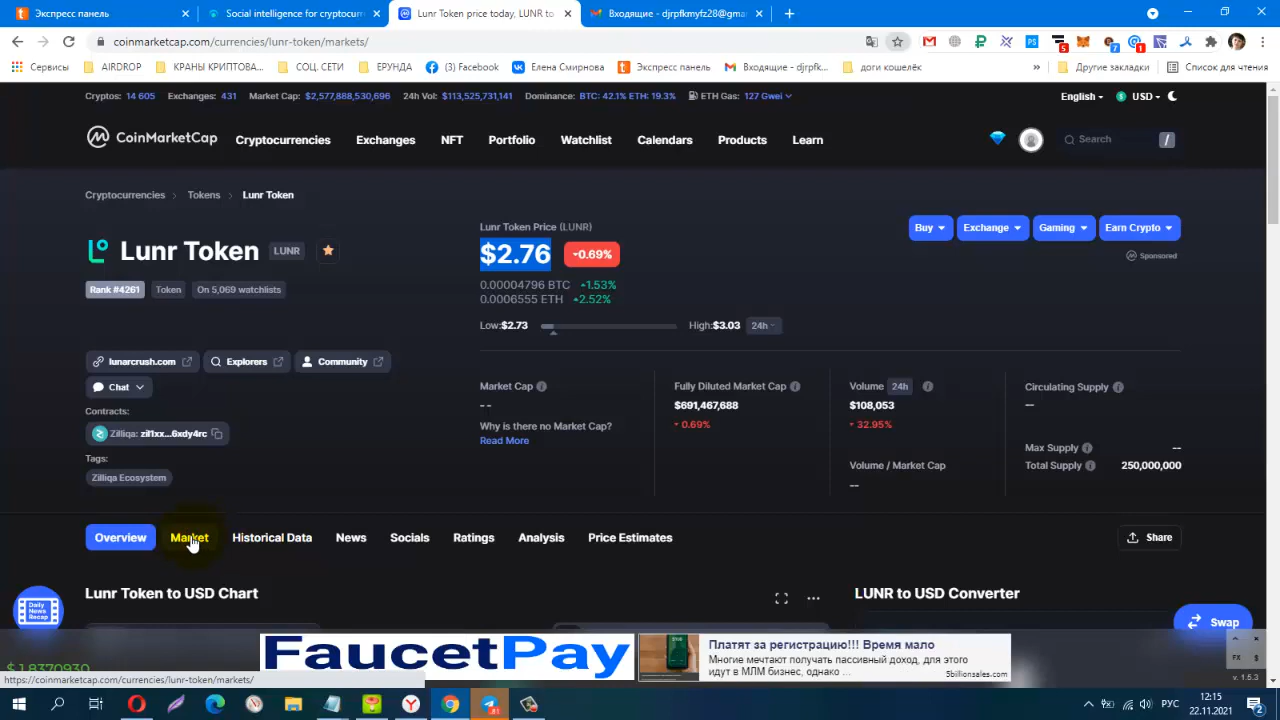 Экспресс панель
Social intelligence for cryptocurr
Lunr Token price today, LUNR to
Входящие - djrpfkmyfz28@gma
coinmarketcap.com/currencies/lunr-token/markets/
Сервисы
AIRDROP
КРАНЫ КРИПТОВА...
СОЦ. СЕТИ
ЕРУНДА
(3) Facebook
Елена Смирнова
Экспресс панель
Входящие - djrpfk...
доги кошелёк
»
Другие закладки
Список для чтения
Cryptos: 14 605 Exchanges: 431 Market Cap: $2,577,888,530,696 24h Vol: $113,525,731,141 Dominance: BTC: 42.1% ETH: 19.3% ETH Gas: 127 Gwei
English
USD
CoinMarketCap
Cryptocurrencies
Exchanges
NFT
Portfolio
Watchlist
Calendars
Products
Learn
Search
/
Cryptocurrencies > Tokens > Lunr Token
Lunr Token LUNR
Rank #4261
Token
On 5,069 watchlists
lunarcrush.com
Explorers
Community
Chat
Contracts:
Zilliqa: zil1xx...6xdy4rc
Tags:
Zilliqa Ecosystem
Lunr Token Price (LUNR)
$2.76 0.69%
0.00004796 BTC 1.53%
0.0006555 ETH 2.52%
Low:$2.73
High:$3.03
24h
Buy
Exchange
Gaming
Earn Crypto
Sponsored
Market Cap
- -
Why is there no Market Cap?
Read More
Fully Diluted Market Cap
$691,467,688
0.69%
Volume 24h
$108,053
32.95%
Volume / Market Cap
--
Circulating Supply
--
Max Supply --
Total Supply 250,000,000
Overview
Market
Historical Data
News
Socials
Ratings
Analysis
Price Estimates
Share
Lunr Token to USD Chart
LUNR to USD Converter
Daily News Recap
Swap
$ 1.8370930
FaucetPay
Платят за регистрацию!!! Время мало
Многие мечтают получать пассивный доход, для этого
идут в МЛМ бизнес, однако ...
5billionsales.com
FX $
v. 1.5.3
https://coinmarketcap.com/currencies/lunr-token/markets/
РУС
12:15
22.11.2021